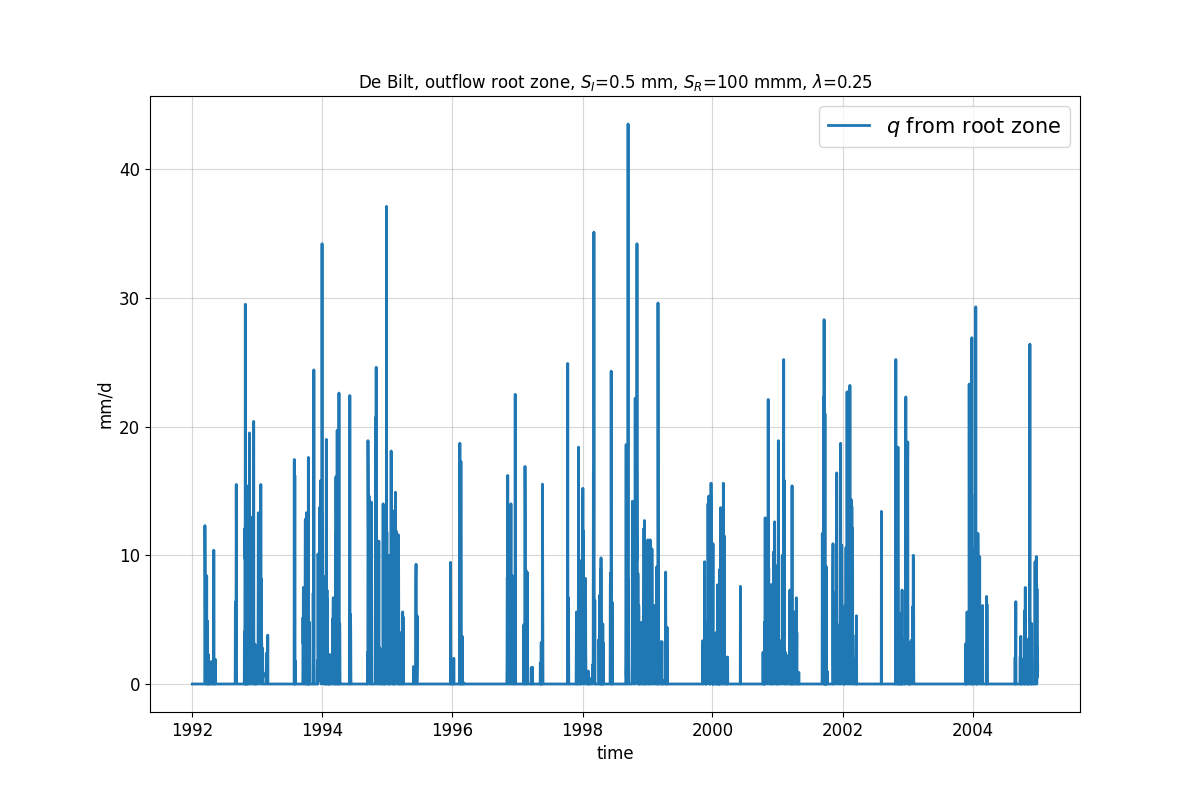 De Bilt, outflow root zone, $S_I$=0.5 mm, $S_R$=100 mmm, λ=0.25
q from root zone
mm/d
40
30
20
10
0
1992 1994 1996 1998 2000 2002 2004
time